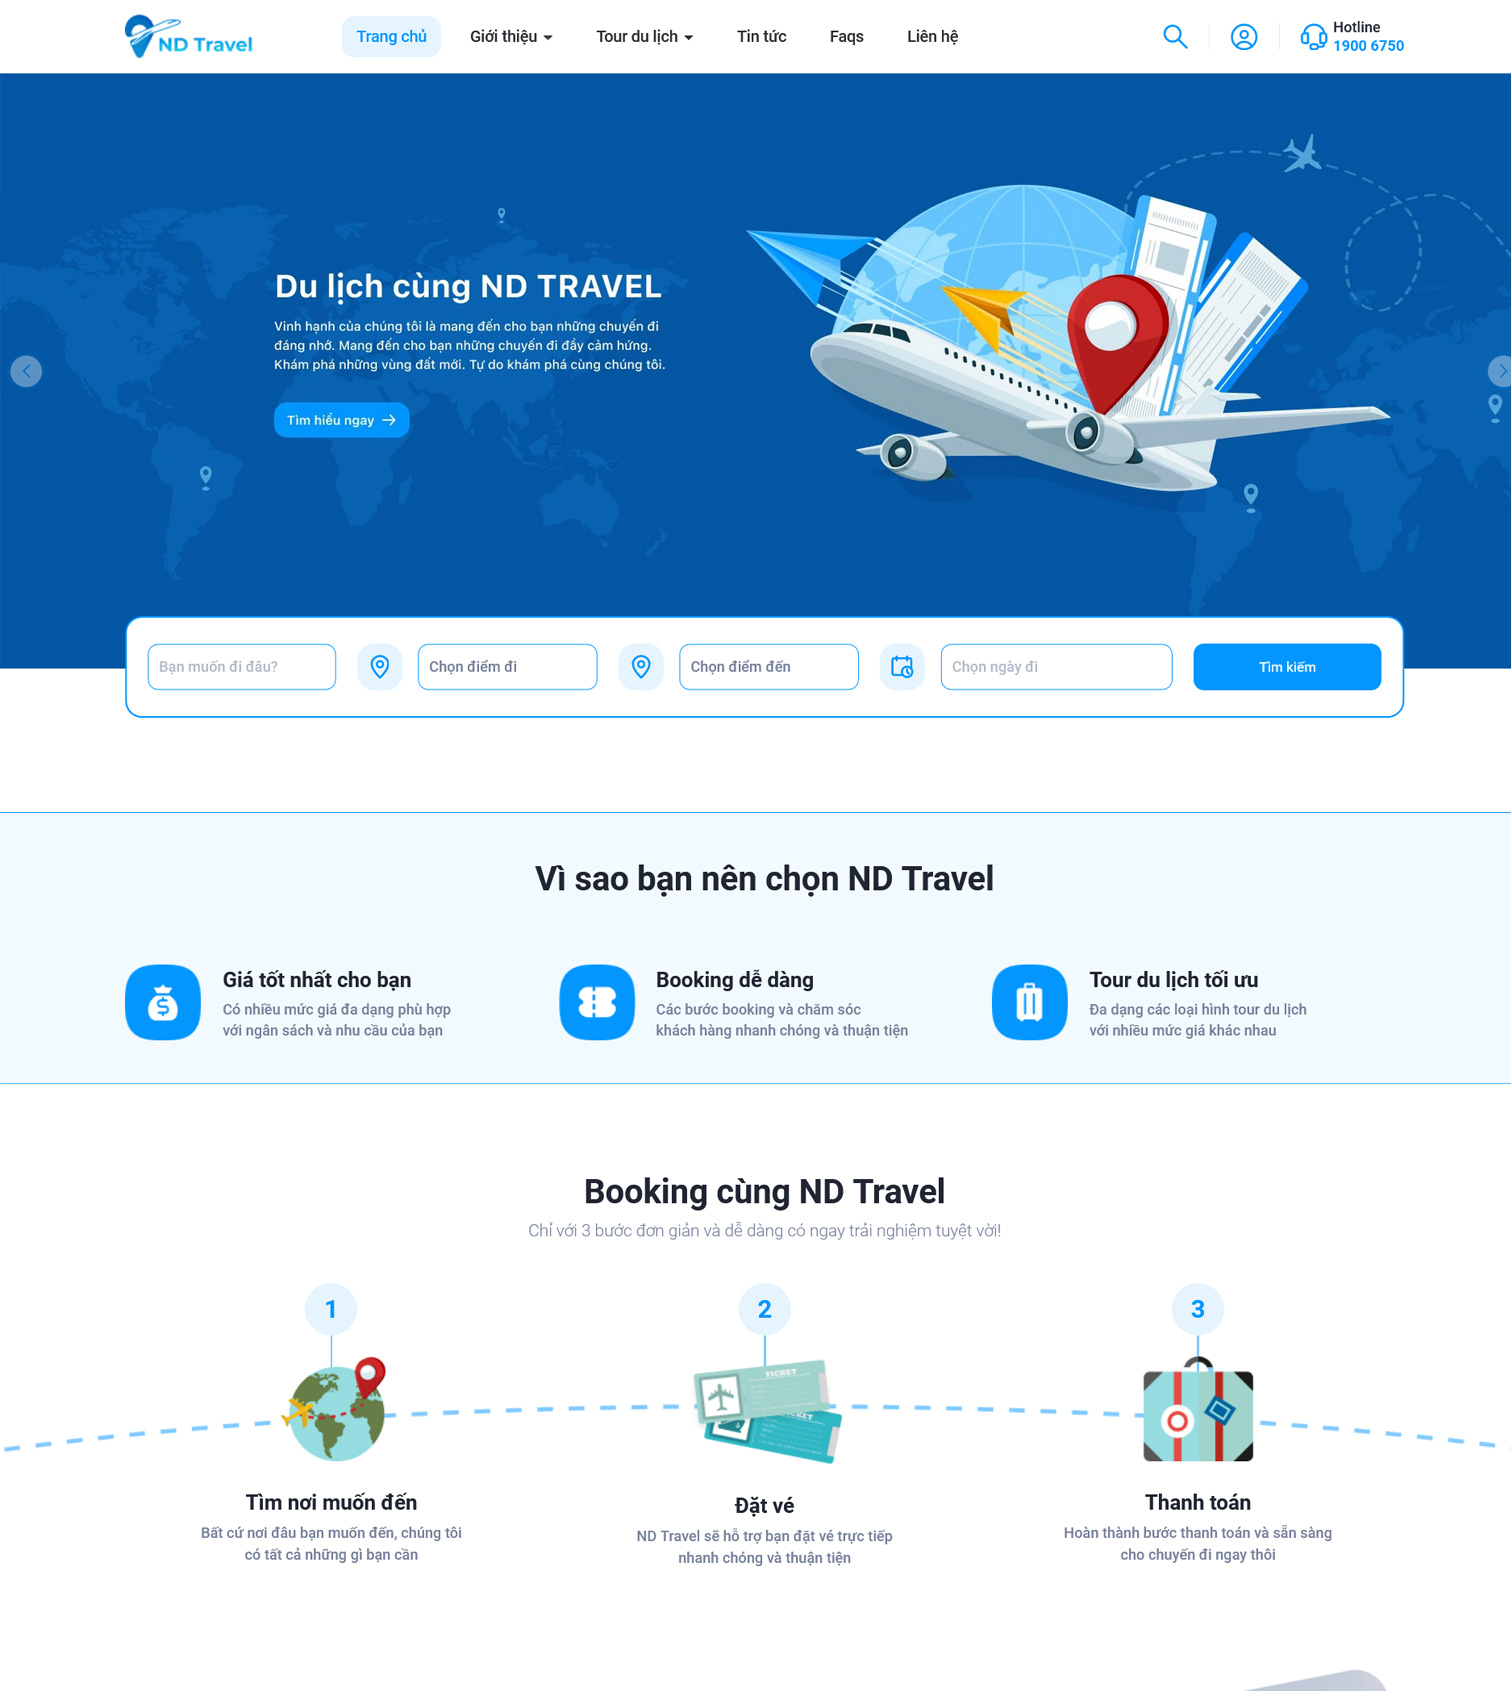 ND Travel
Trang chủ
Giới thiệu
Tour du lịch
Tin tức
Faqs
Liên hệ
Hotline
1900 6750
Du lịch cùng ND TRAVEL
Vinh hạnh của chúng tôi là mang đến cho bạn những chuyến đi
đáng nhớ. Mang đến cho bạn những chuyến đi đầy cảm hứng.
Khám phá những vùng đất mới. Tự do khám phá cùng chúng tôi.
Tìm hiểu ngay
Bạn muốn đi đâu?
Chọn điểm đi
Chọn điểm đến
Chọn ngày đi
Tìm kiếm
Vì sao bạn nên chọn ND Travel
Giá tốt nhất cho bạn
Có nhiều mức giá đa dạng phù hợp
với ngân sách và nhu cầu của bạn
Booking dễ dàng
Các bước booking và chăm sóc
khách hàng nhanh chóng và thuận tiện
Tour du lịch tối ưu
Đa dạng các loại hình tour du lịch
với nhiều mức giá khác nhau
Booking cùng ND Travel
Chỉ với 3 bước đơn giản và dễ dàng có ngay trải nghiệm tuyệt vời!
1
2
3
TICKET
Tìm nơi muốn đến
Bất cứ nơi đâu bạn muốn đến, chúng tôi
có tất cả những gì bạn cần
Đặt vé
ND Travel sẽ hỗ trợ bạn đặt vé trực tiếp
nhanh chóng và thuận tiện
Thanh toán
Hoàn thành bước thanh toán và sẵn sàng
cho chuyến đi ngay thôi